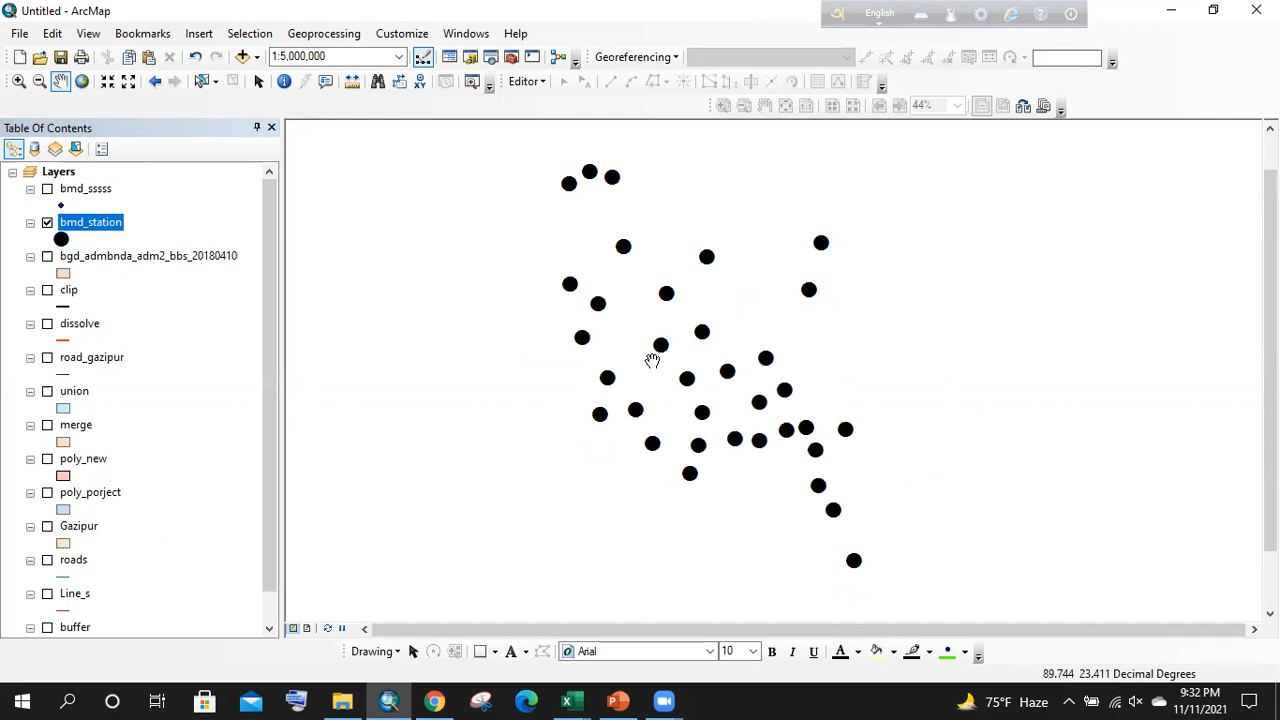 Untitled - ArcMap
English
File Edit View Bookmarks Insert Selection Geoprocessing Customize Windows Help
1:5,000,000
Georeferencing
Editor
44%
Table Of Contents
Layers
bmd_sssss
bmd_station
bgd_admbnda_adm2_bbs_20180410
clip
dissolve
road_gazipur
union
merge
poly_new
poly_porject
Gazipur
roads
Line_s
buffer
Drawing A Arial 10 B I U A
89.744 23.411 Decimal Degrees
75°F Haze
9:32 PM
11/11/2021